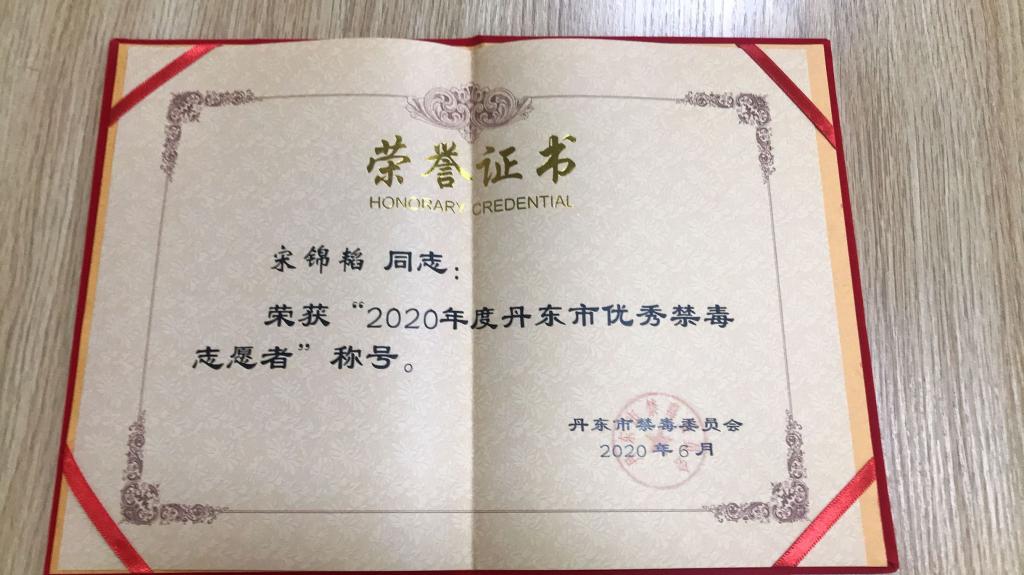 荣誉证书
HONORARY CREDENTIAL
宋锦韬 同志：
荣获“2020年度丹东市优秀禁毒
志愿者”称号。
丹东市禁毒委员会
2020年6月